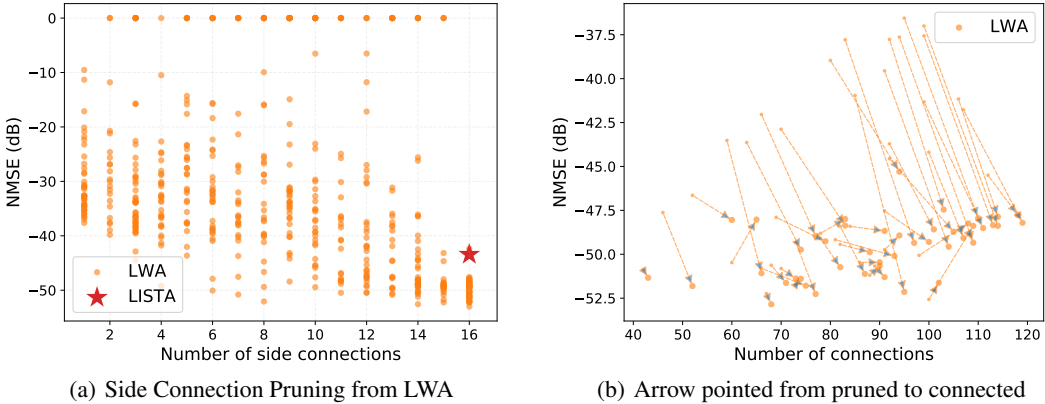 0
−10
−20
−30
−40
−50
NMSE (dB)
LWA
LISTA
2 4 6 8 10 12 14 16
Number of side connections
(a) Side Connection Pruning from LWA
LWA
−37.5
−40.0
−42.5
−45.0
−47.5
−50.0
−52.5
NMSE (dB)
40 50 60 70 80 90 100 110 120
Number of connections
(b) Arrow pointed from pruned to connected